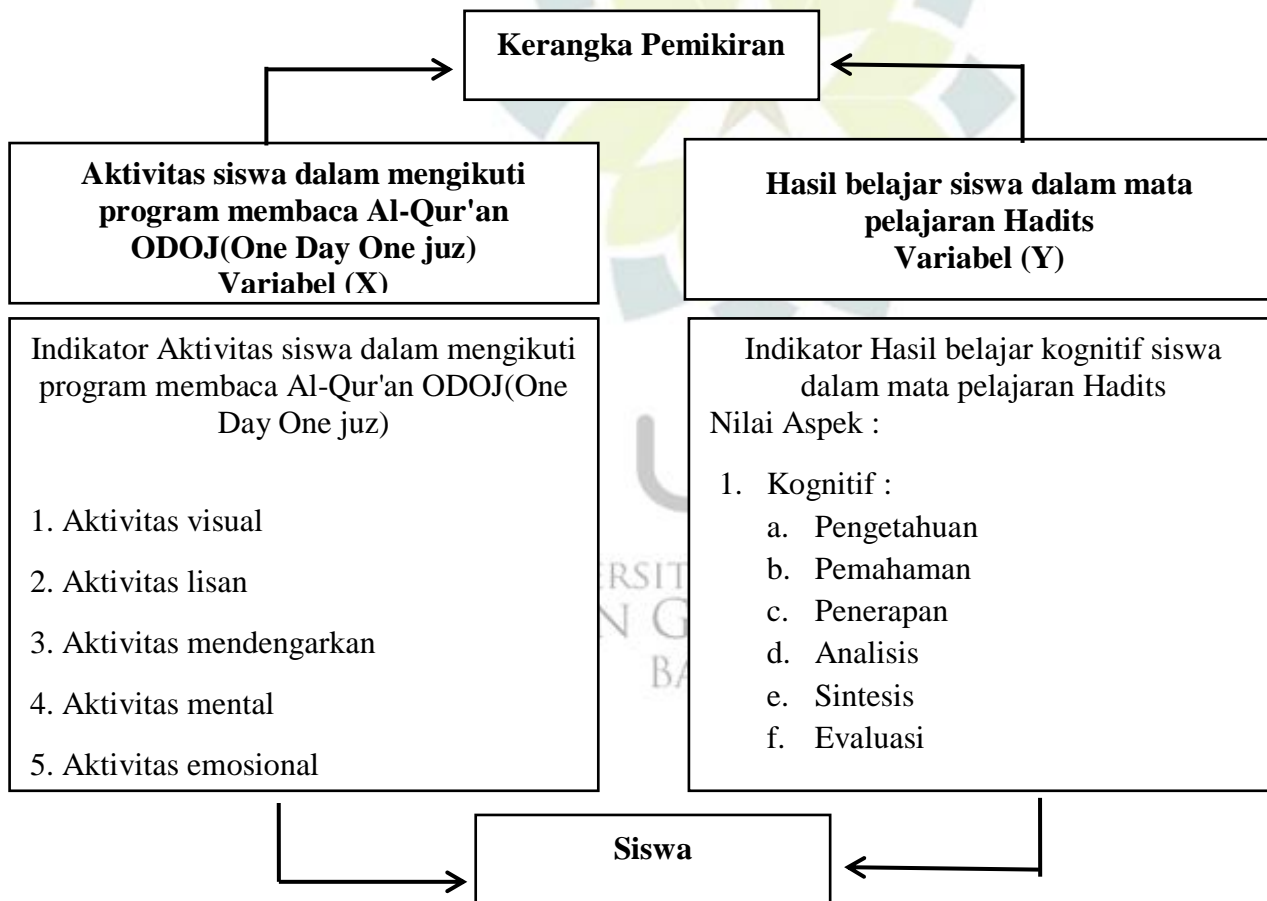 Kerangka Pemikiran
Aktivitas siswa dalam mengikuti
program membaca Al-Qur'an
ODOJ(One Day One juz)
Variabel (X)
Hasil belajar siswa dalam mata
pelajaran Hadits
Variabel (Y)
Indikator Aktivitas siswa dalam mengikuti
program membaca Al-Qur'an ODOJ(One
Day One juz)
1. Aktivitas visual
2. Aktivitas lisan
3. Aktivitas mendengarkan
4. Aktivitas mental
5. Aktivitas emosional
Indikator Hasil belajar kognitif siswa
dalam mata pelajaran Hadits
Nilai Aspek :
1. Kognitif :
a. Pengetahuan
b. Pemahaman
c. Penerapan
d. Analisis
e. Sintesis
f. Evaluasi
Siswa